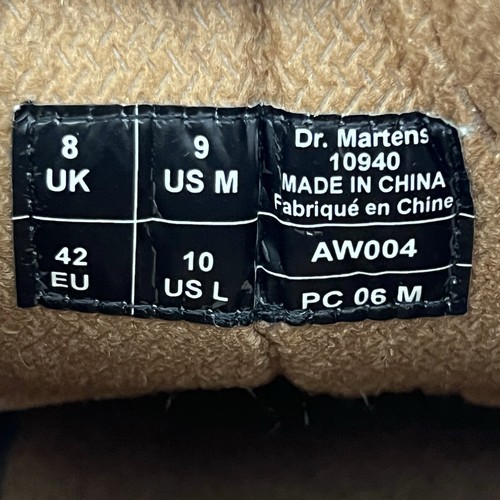 8
UK
9
US M
42
EU
10
US L
Dr. Martens
10940
MADE IN CHINA
Fabriqué en Chine
AW004
PC 06 M